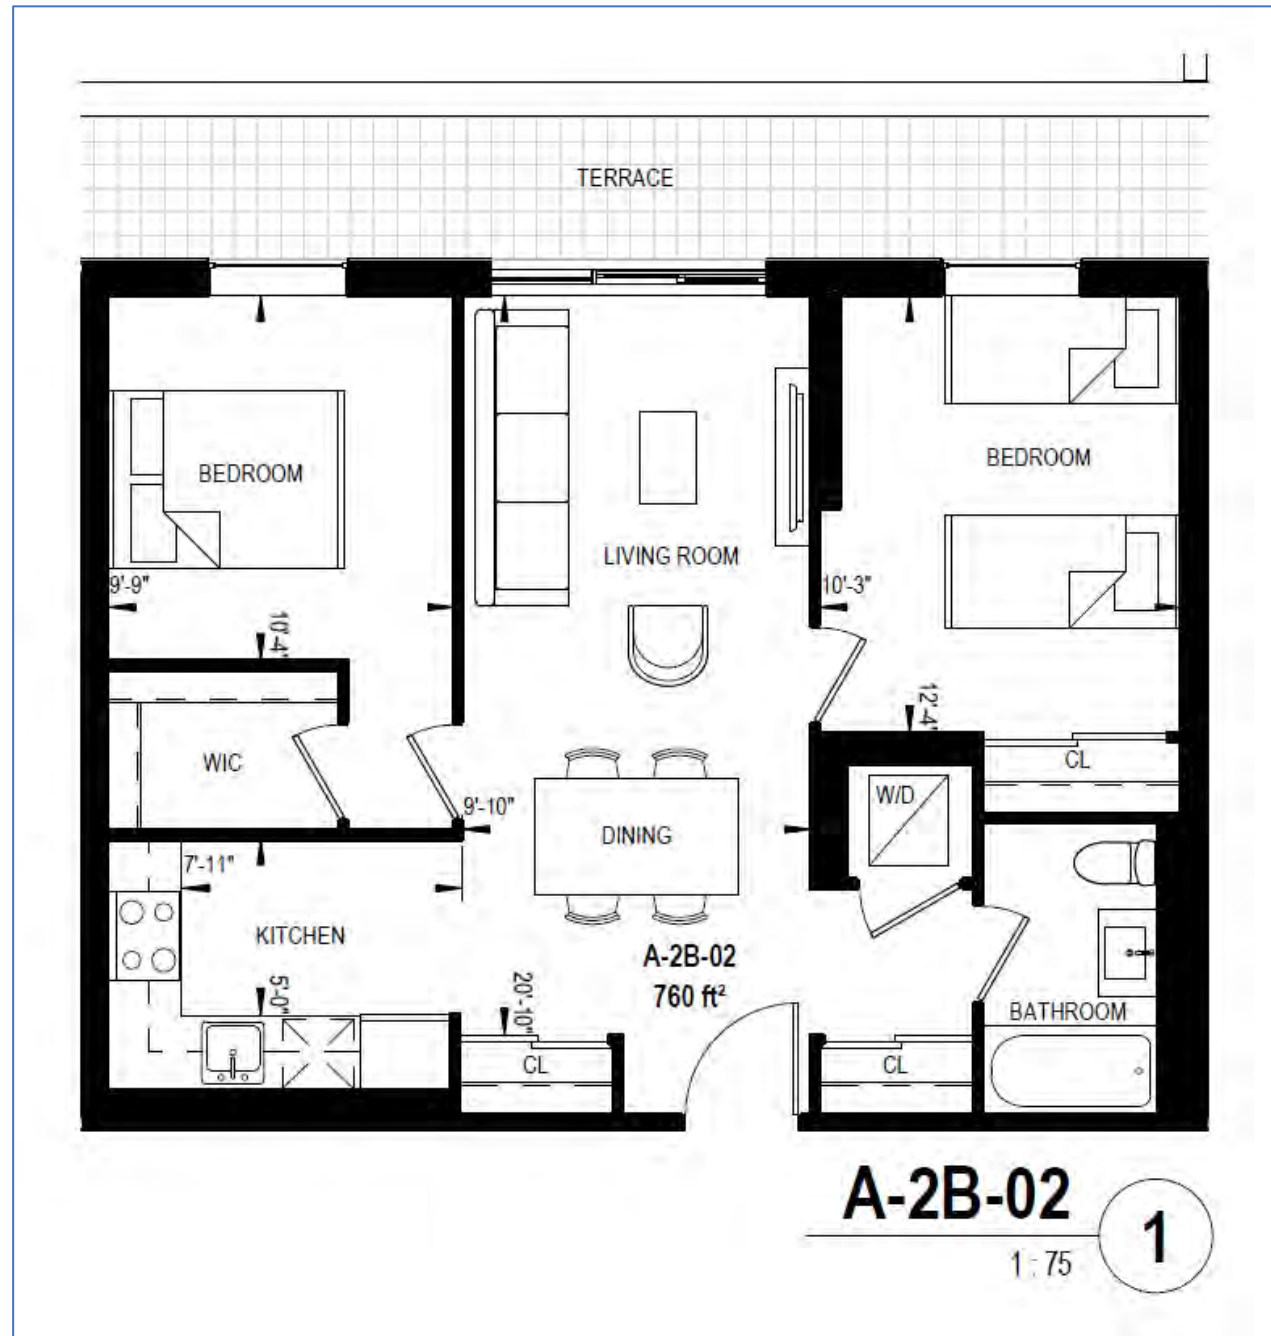 TERRACE
BEDROOM
BEDROOM
LIVING ROOM
9'-9"
10'-3"
10'-4"
12'-4"
WIC
CL
W/D
9'-10"
DINING
7'-11"
KITCHEN
A-2B-02
760 ft²
5'-0"
20'-10"
BATHROOM
CL
CL
A-2B-02
1
1 : 75